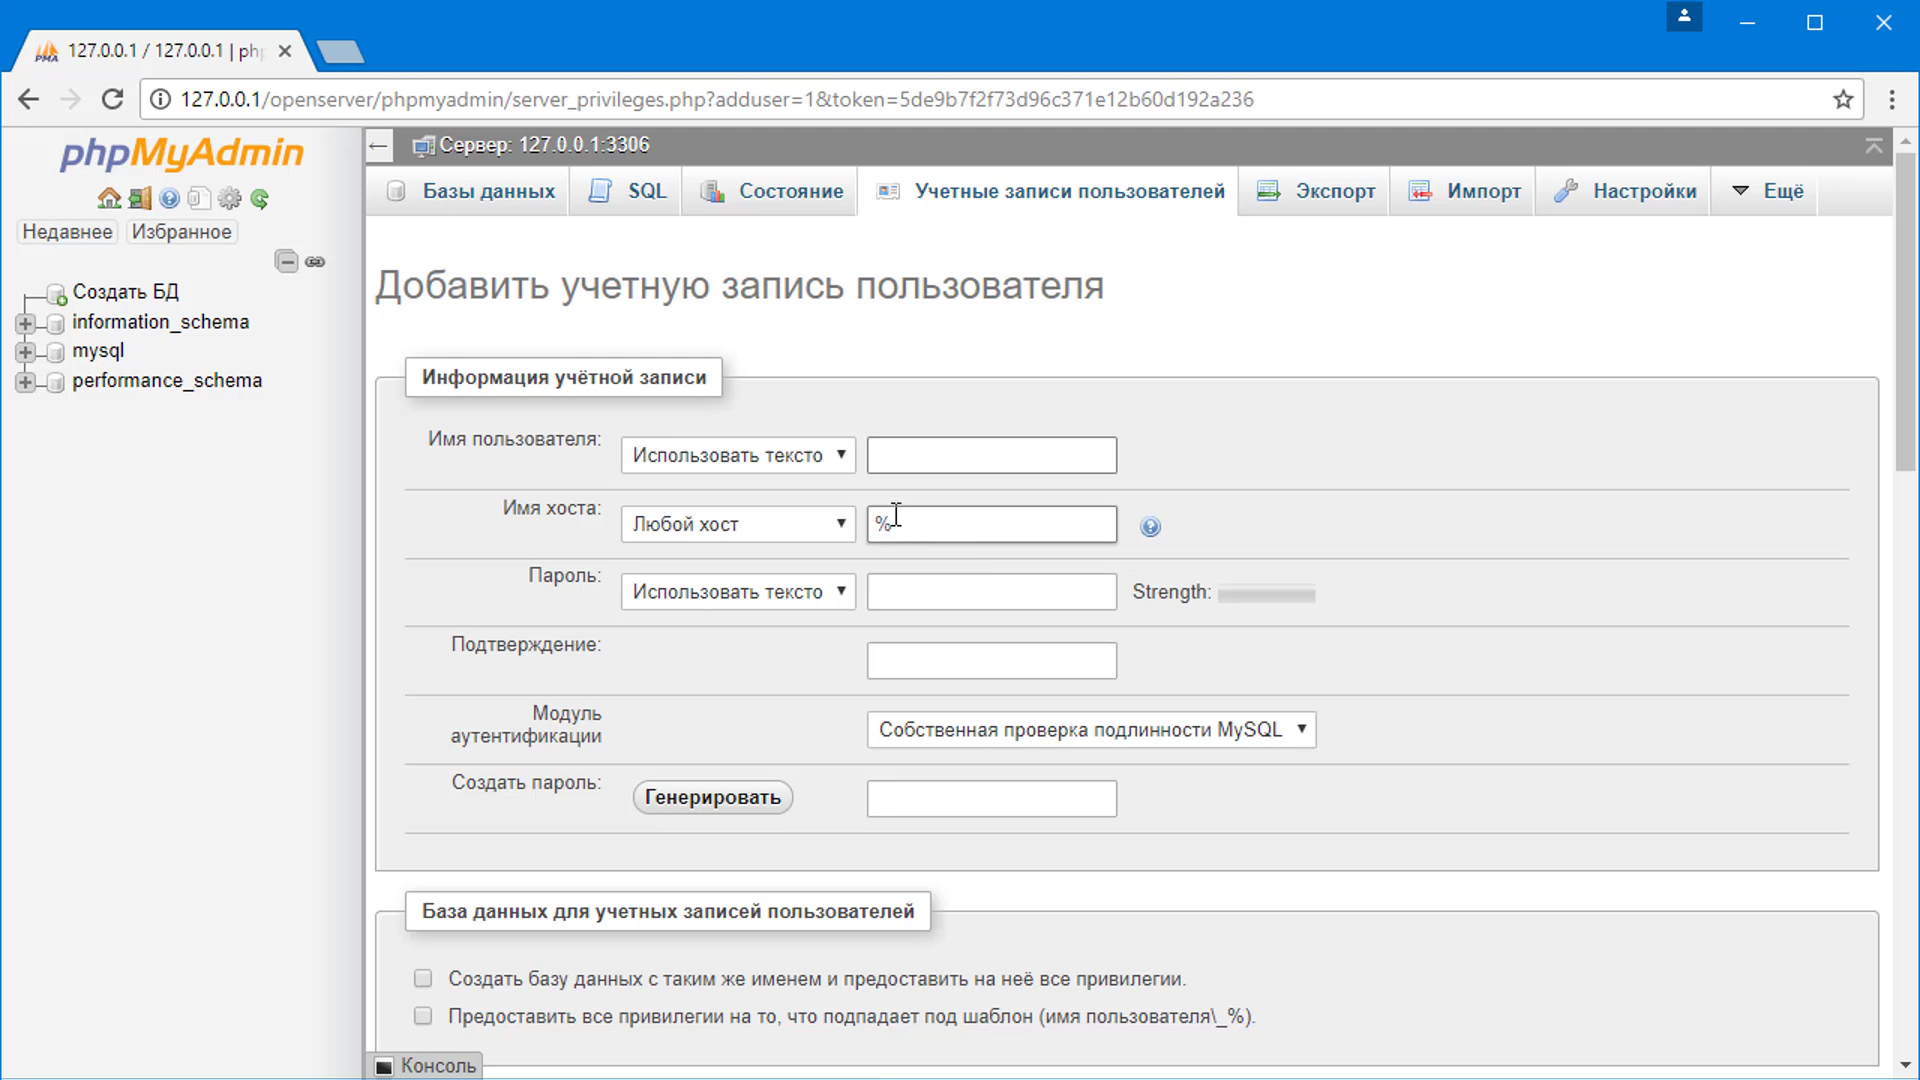 127.0.0.1 / 127.0.0.1 | php
127.0.0.1/openserver/phpmyadmin/server_privileges.php?adduser=1&token=5de9b7f2f73d96c371e12b60d192a236
phpMyAdmin
Недавнее Избранное
Создать БД
information_schema
mysql
performance_schema
Сервер: 127.0.0.1:3306
Базы данных SQL Состояние Учетные записи пользователей Экспорт Импорт Настройки Ещё
Добавить учетную запись пользователя
Информация учётной записи
Имя пользователя: Использовать тексто
Имя хоста: Любой хост %
Пароль: Использовать тексто Strength:
Подтверждение:
Модуль
аутентификации
Собственная проверка подлинности MySQL
Создать пароль: Генерировать
База данных для учетных записей пользователей
Создать базу данных с таким же именем и предоставить на неё все привилегии.
Предоставить все привилегии на то, что подпадает под шаблон (имя пользователя\_%).
Консоль